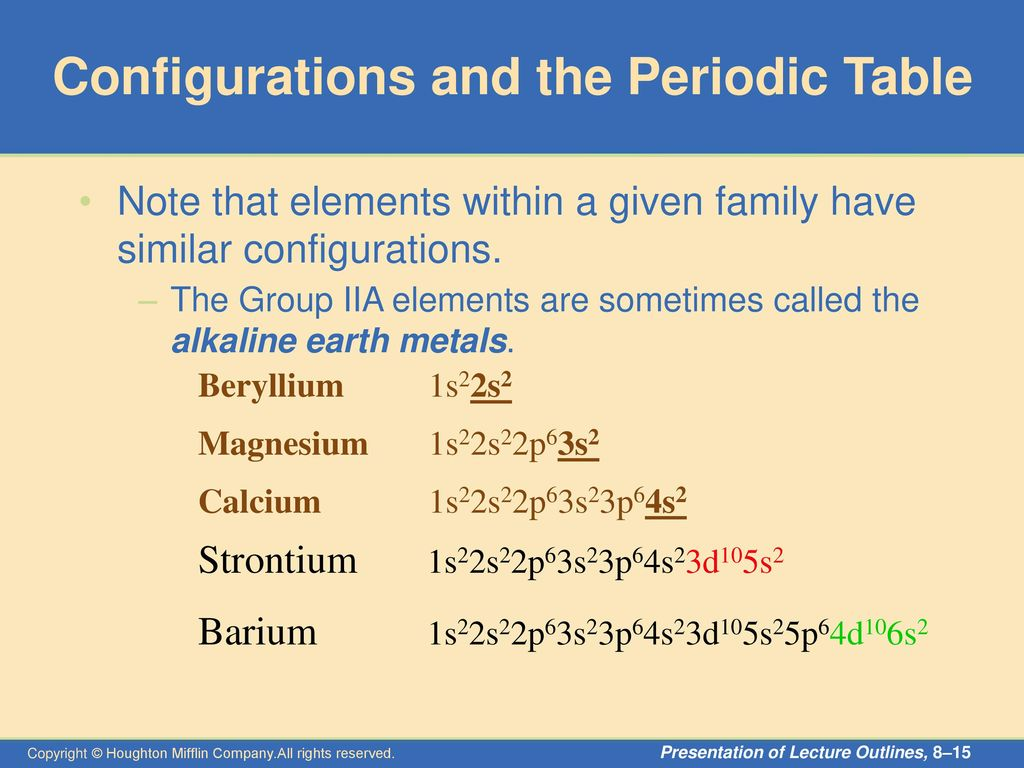 Configurations and the Periodic Table
• Note that elements within a given family have
similar configurations.
– The Group IIA elements are sometimes called the
alkaline earth metals.
Beryllium 1s²2s²
Magnesium 1s²2s²2p⁶3s²
Calcium 1s²2s²2p⁶3s²3p⁶4s²
Strontium 1s²2s²2p⁶3s²3p⁶4s²3d¹⁰5s²
Barium 1s²2s²2p⁶3s²3p⁶4s²3d¹⁰5s²5p⁶4d¹⁰6s²
Copyright © Houghton Mifflin Company.All rights reserved. Presentation of Lecture Outlines, 8–15